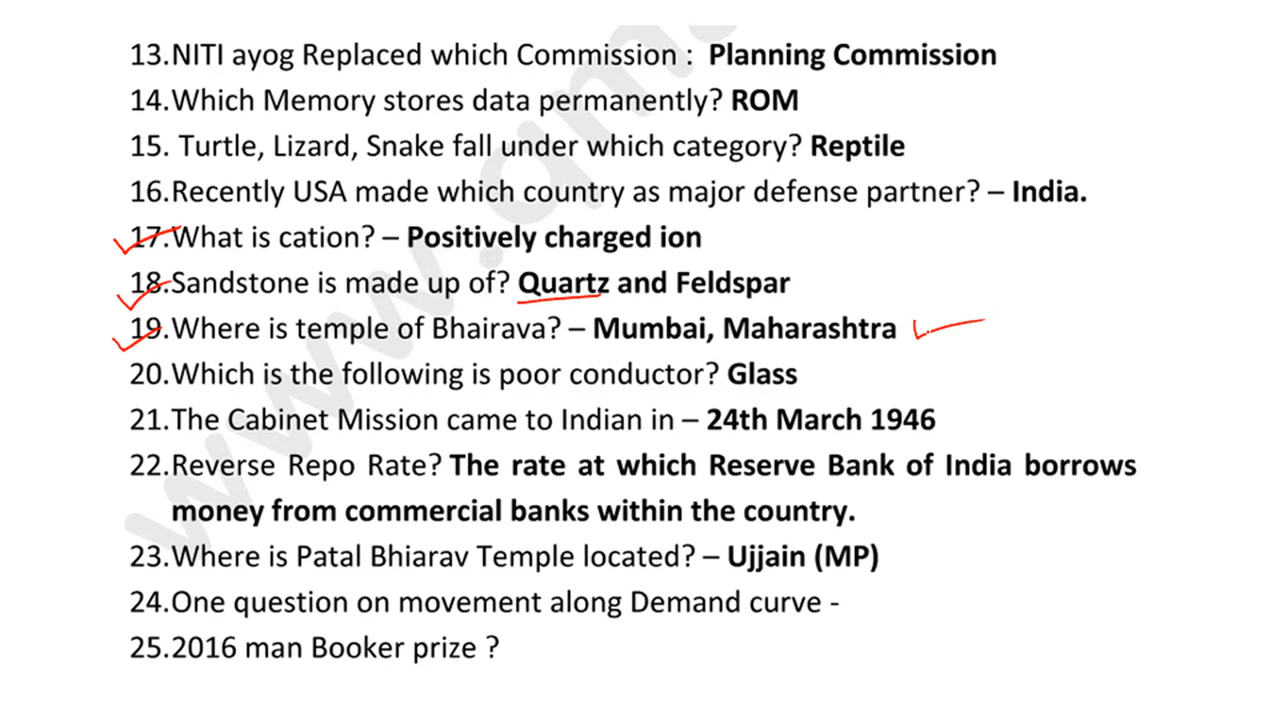 13.NITI ayog Replaced which Commission : Planning Commission
14.Which Memory stores data permanently? ROM
15. Turtle, Lizard, Snake fall under which category? Reptile
16.Recently USA made which country as major defense partner? – India.
17.What is cation? – Positively charged ion
18.Sandstone is made up of? Quartz and Feldspar
19.Where is temple of Bhairava? – Mumbai, Maharashtra
20.Which is the following is poor conductor? Glass
21.The Cabinet Mission came to Indian in – 24th March 1946
22.Reverse Repo Rate? The rate at which Reserve Bank of India borrows
money from commercial banks within the country.
23.Where is Patal Bhiarav Temple located? – Ujjain (MP)
24.One question on movement along Demand curve -
25.2016 man Booker prize ?